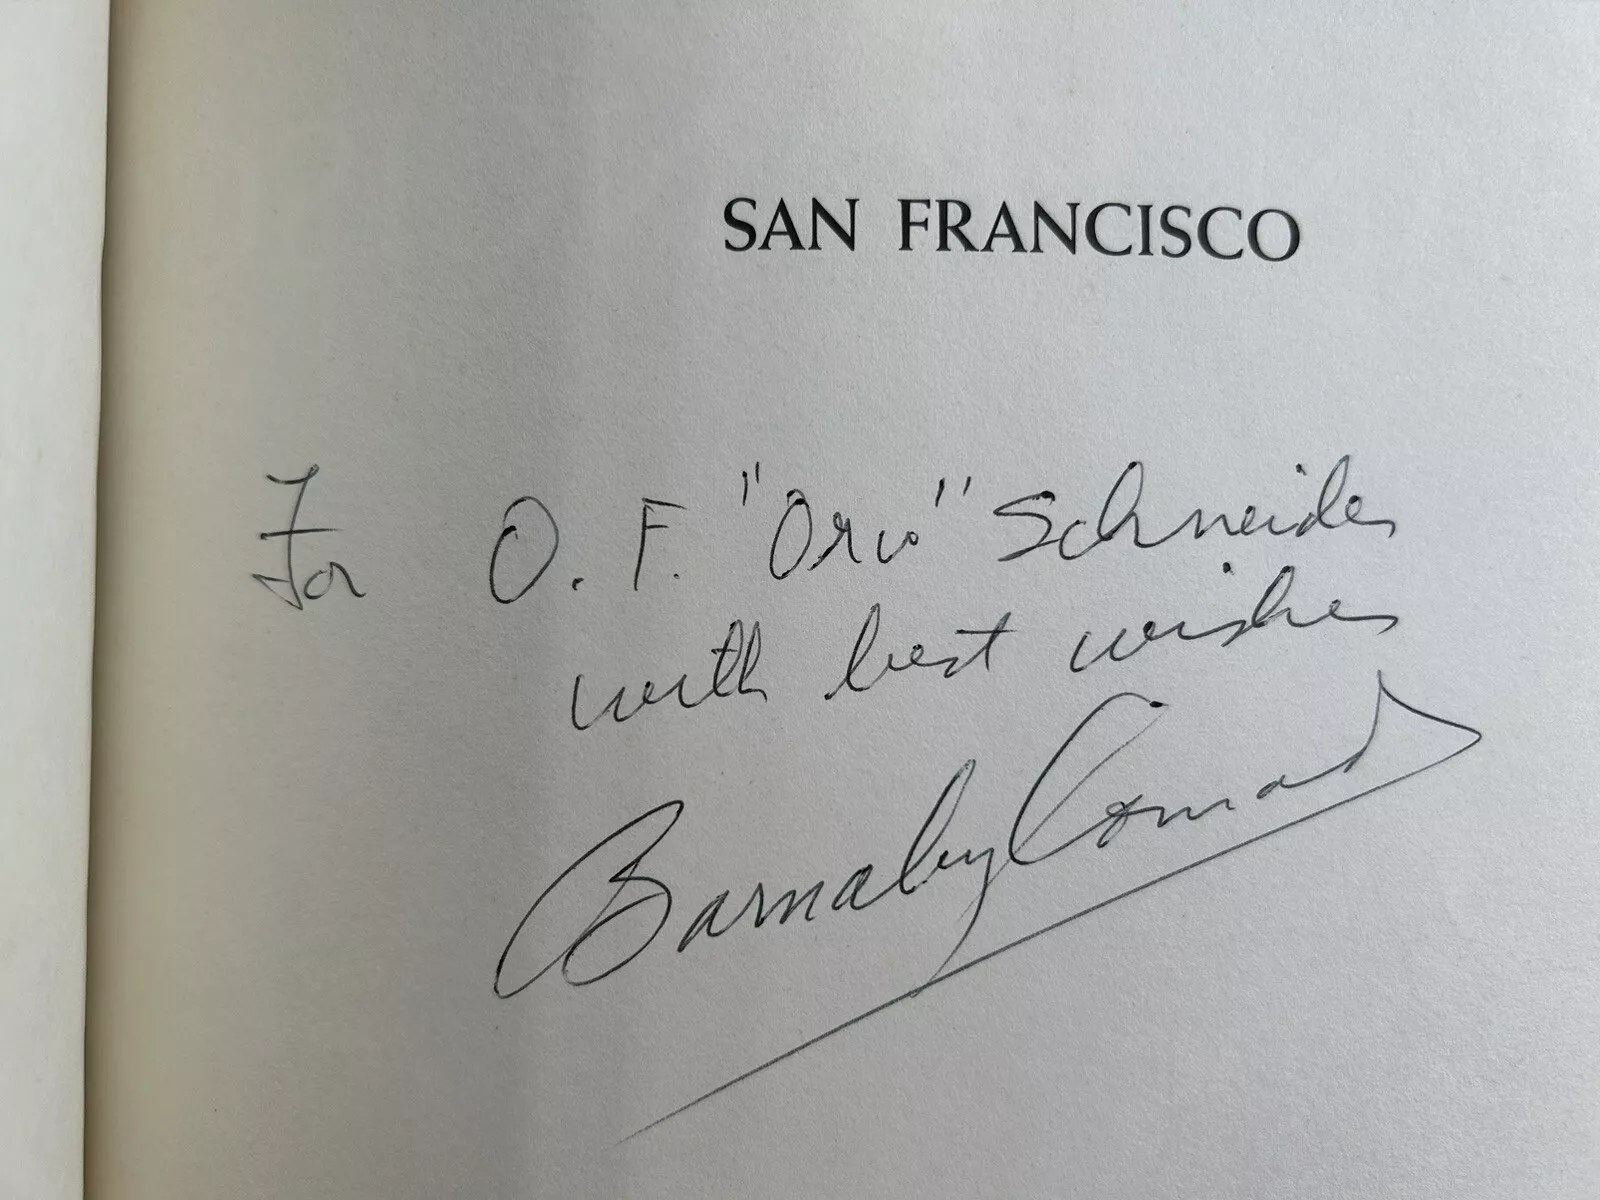 SAN FRANCISCO
For O. F. "Orv" Schneider
with best wishes
Barnaby Conrad